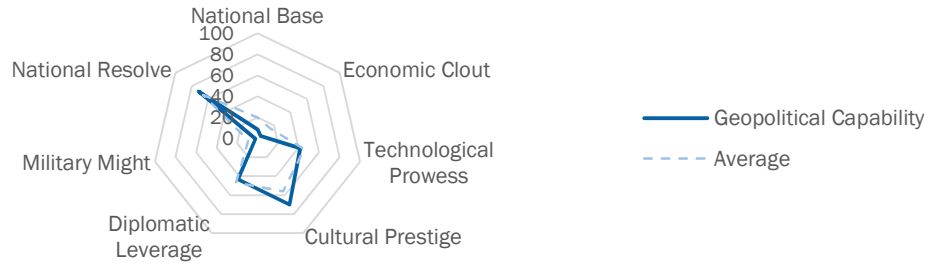 National Base
100
80
60
40
20
0
National Resolve
Economic Clout
Military Might
Technological
Prowess
Diplomatic
Leverage
Cultural Prestige
Geopolitical Capability
Average